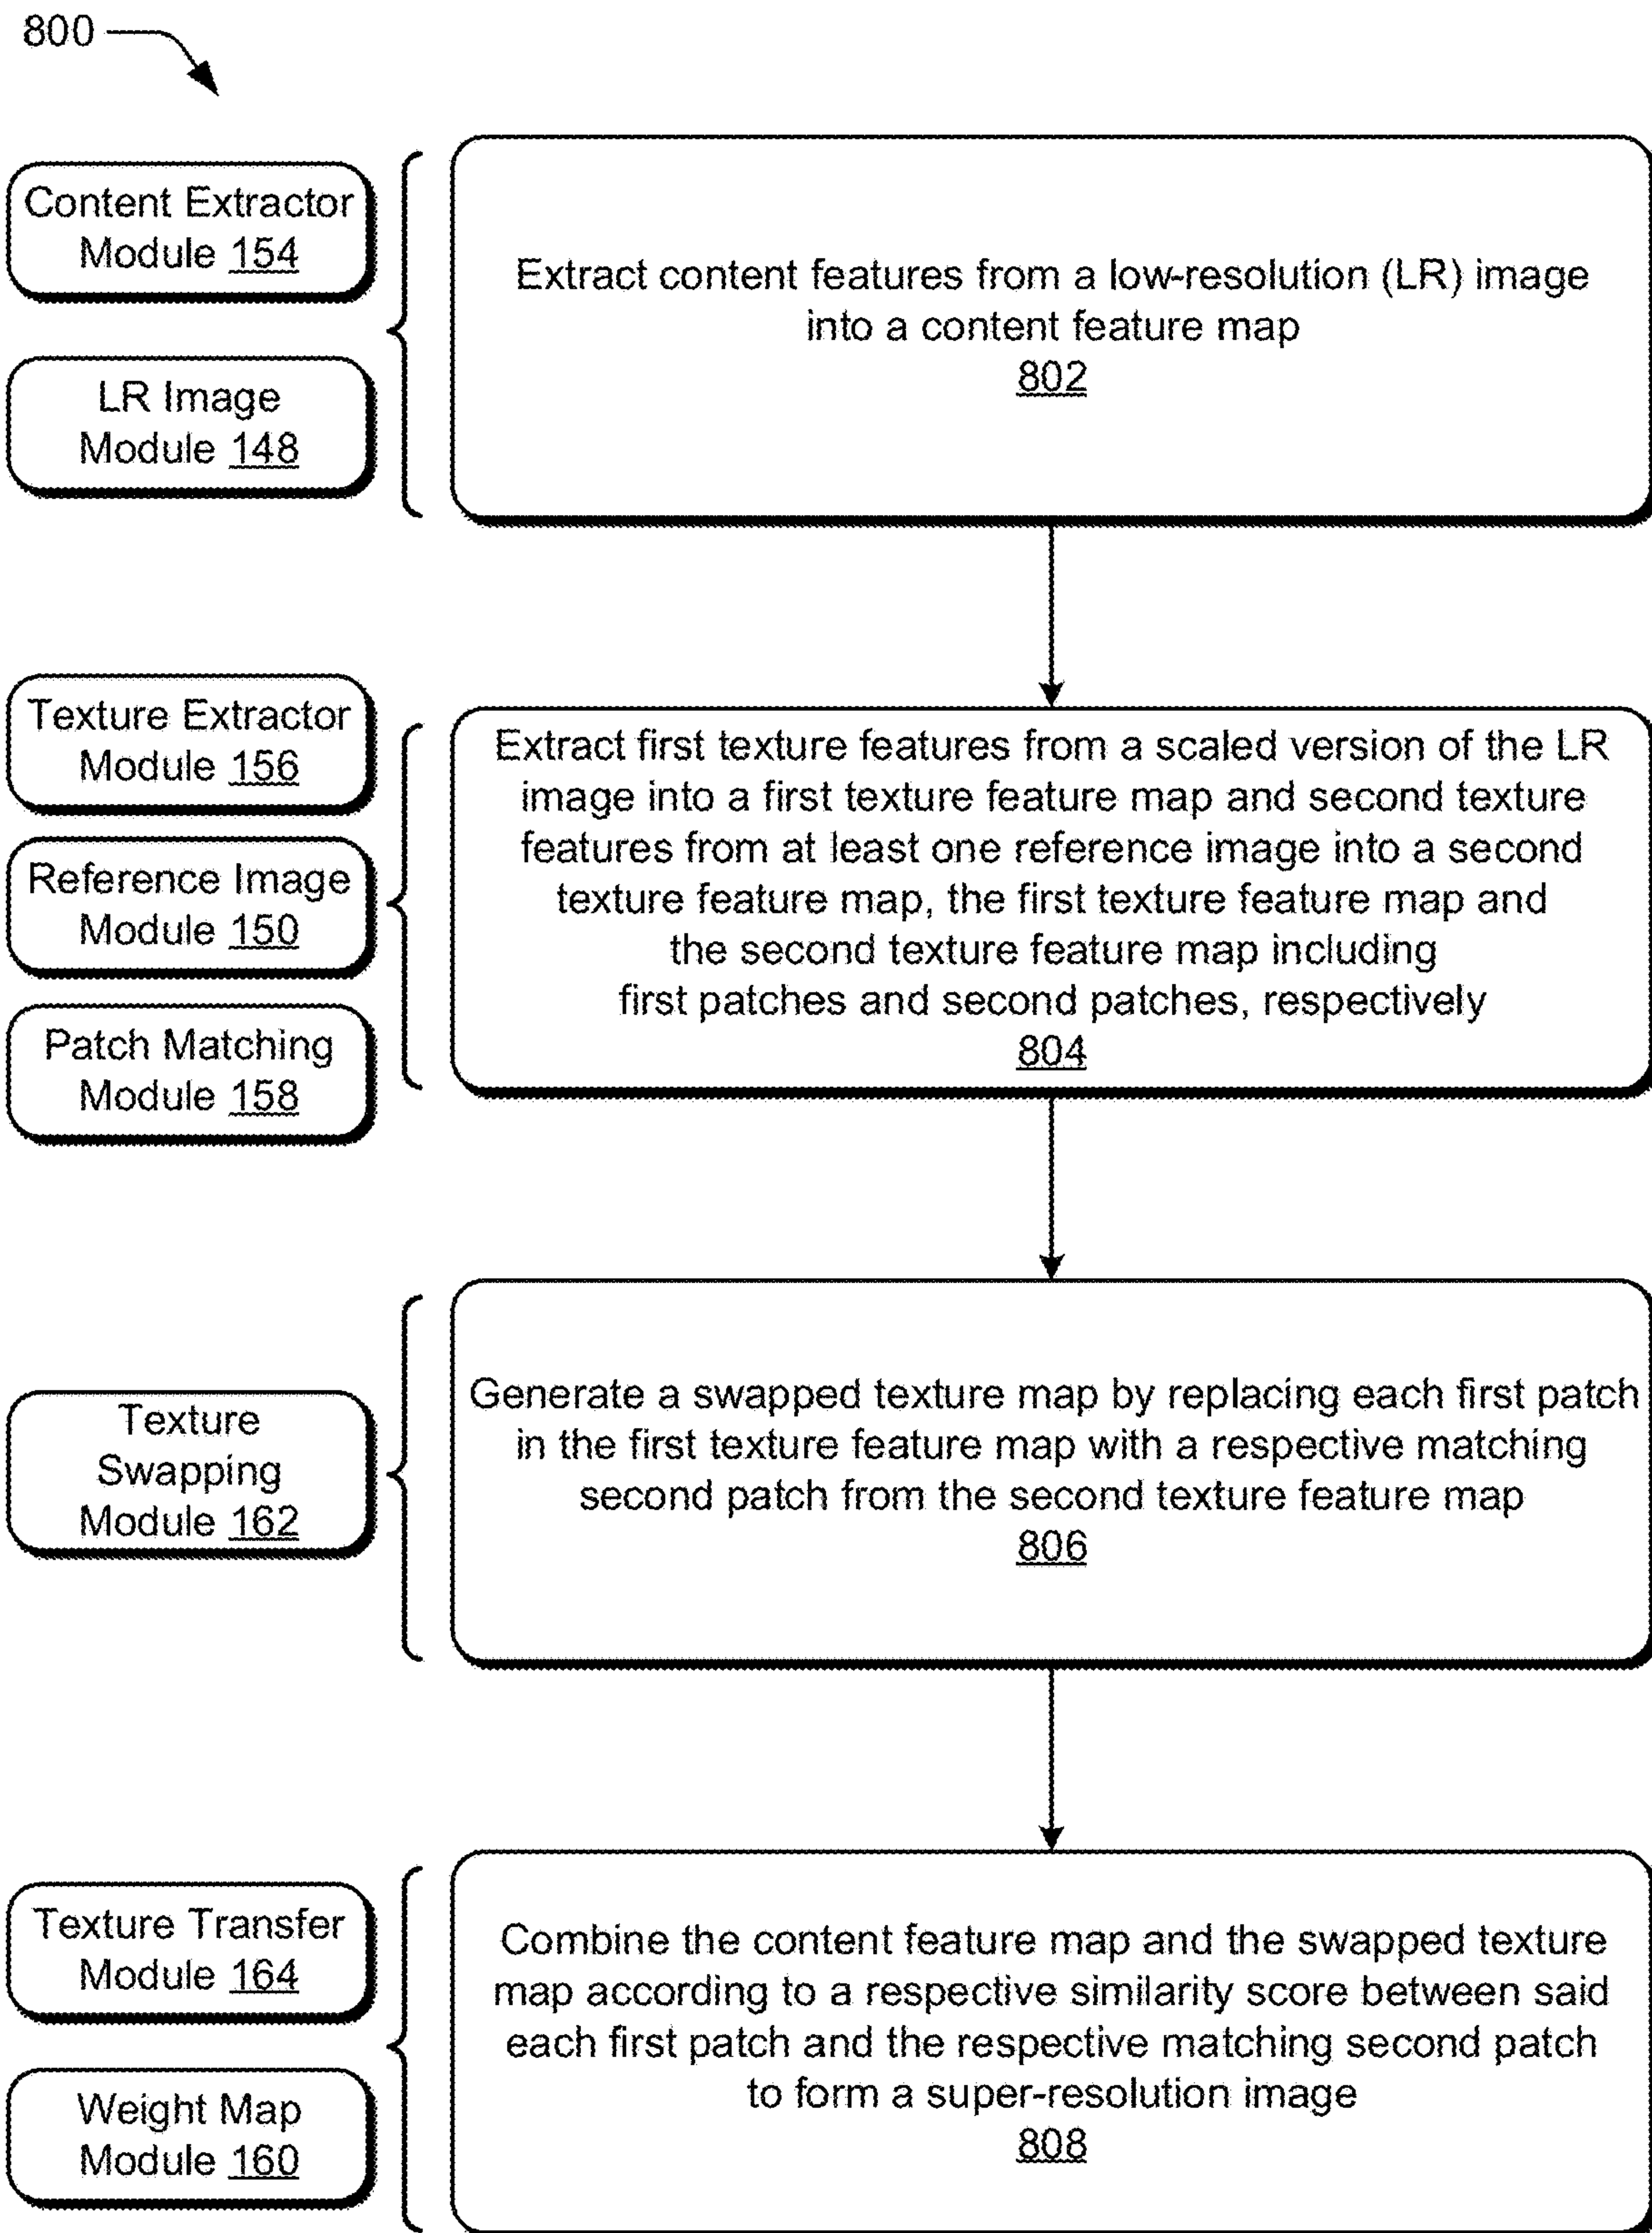 800
Content Extractor
Module 154
LR Image
Module 148
Extract content features from a low-resolution (LR) image
into a content feature map
802
Texture Extractor
Module 156
Reference Image
Module 150
Patch Matching
Module 158
Extract first texture features from a scaled version of the LR
image into a first texture feature map and second texture
features from at least one reference image into a second
texture feature map, the first texture feature map and
the second texture feature map including
first patches and second patches, respectively
804
Texture
Swapping
Module 162
Generate a swapped texture map by replacing each first patch
in the first texture feature map with a respective matching
second patch from the second texture feature map
806
Texture Transfer
Module 164
Weight Map
Module 160
Combine the content feature map and the swapped texture
map according to a respective similarity score between said
each first patch and the respective matching second patch
to form a super-resolution image
808